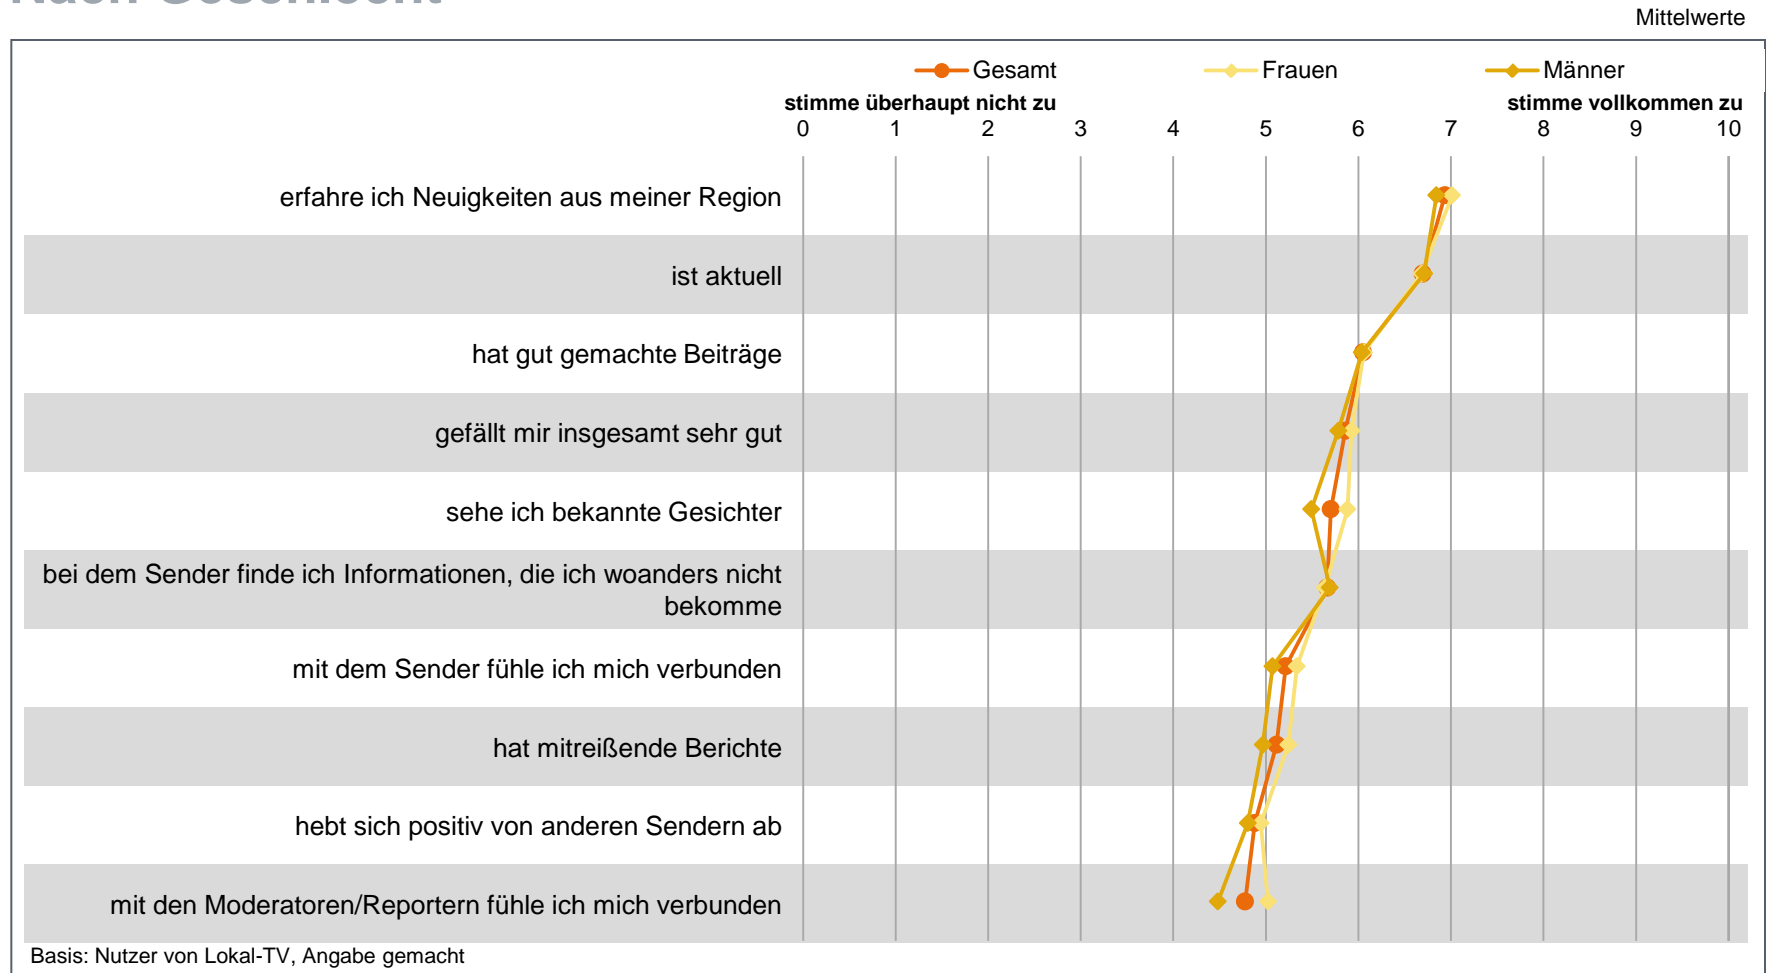 Mittelwerte
Gesamt
Frauen
Männer
stimme überhaupt nicht zu
stimme vollkommen zu
0 1 2 3 4 5 6 7 8 9 10
erfahre ich Neuigkeiten aus meiner Region
ist aktuell
hat gut gemachte Beiträge
gefällt mir insgesamt sehr gut
sehe ich bekannte Gesichter
bei dem Sender finde ich Informationen, die ich woanders nicht
bekomme
mit dem Sender fühle ich mich verbunden
hat mitreißende Berichte
hebt sich positiv von anderen Sendern ab
mit den Moderatoren/Reportern fühle ich mich verbunden
Basis: Nutzer von Lokal-TV, Angabe gemacht